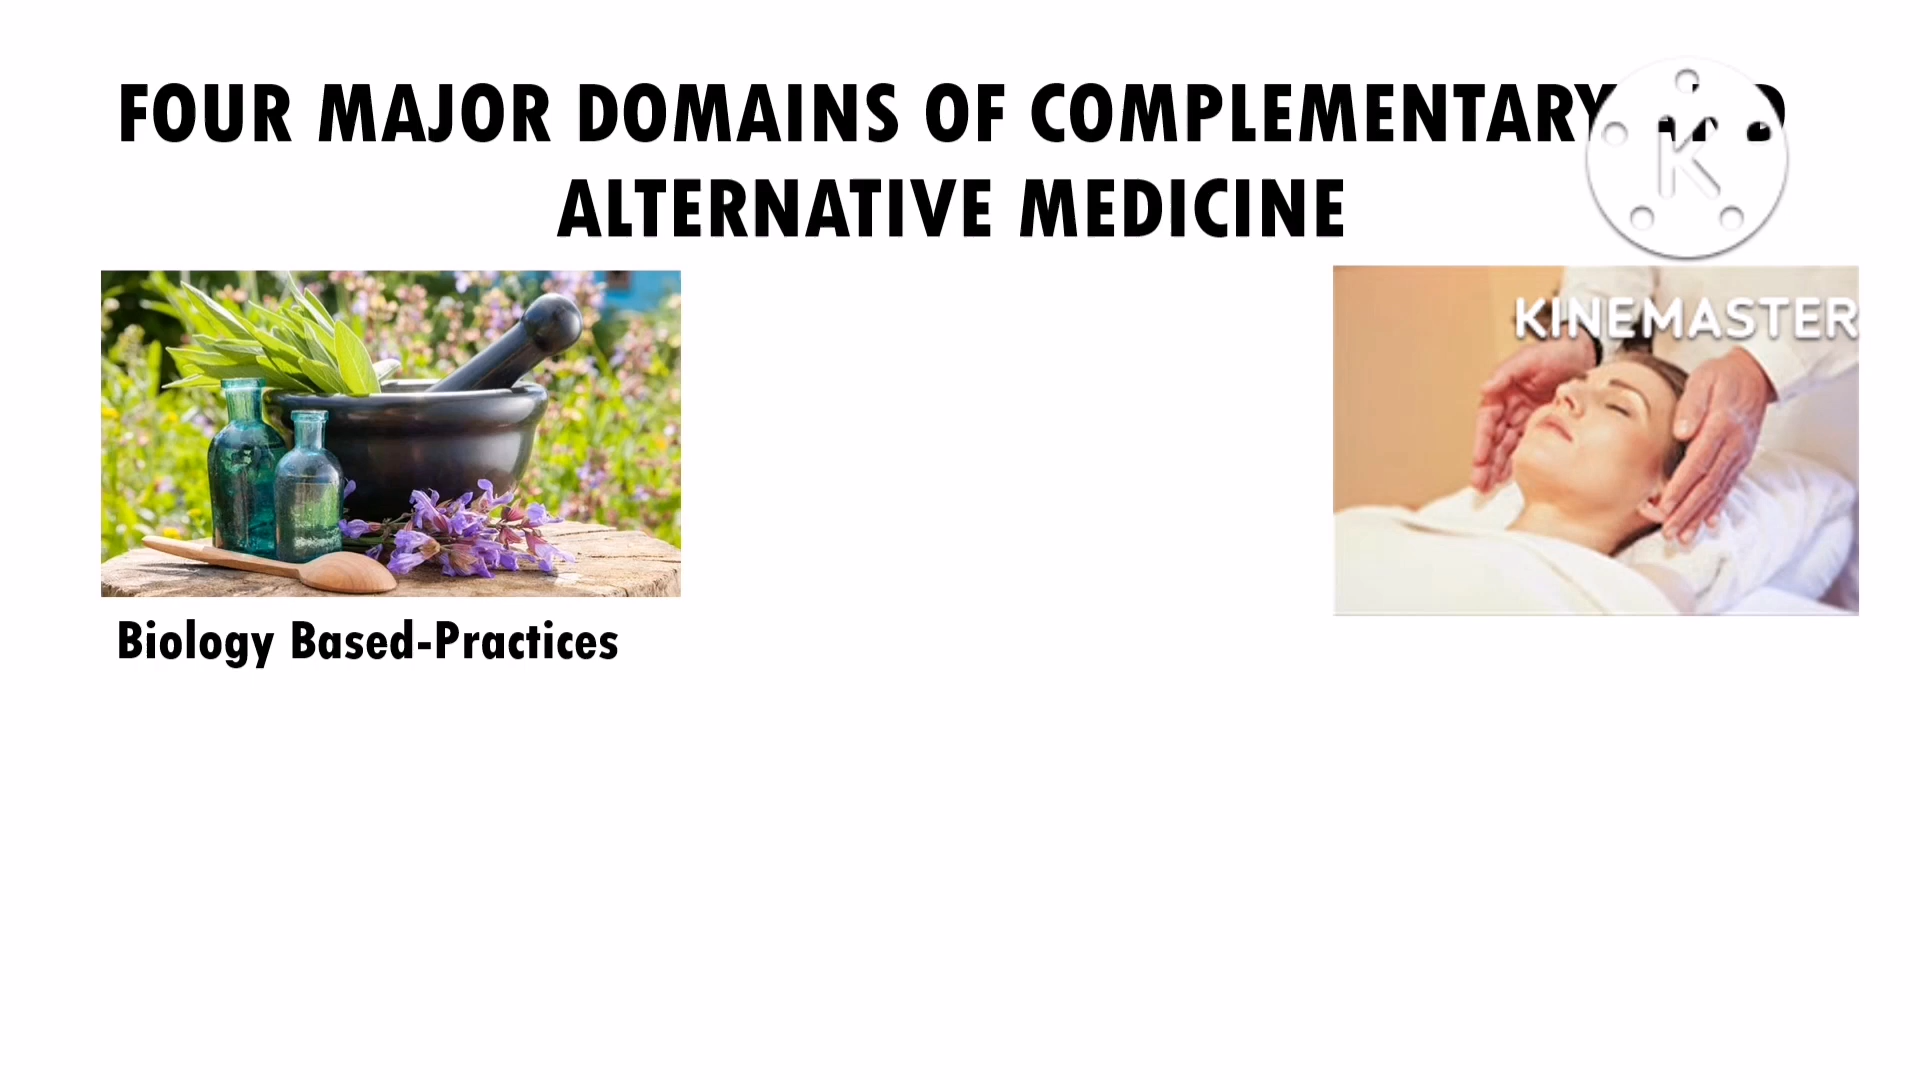 FOUR MAJOR DOMAINS OF COMPLEMENTARY
ALTERNATIVE MEDICINE
K
KINEMASTER
Biology Based-Practices